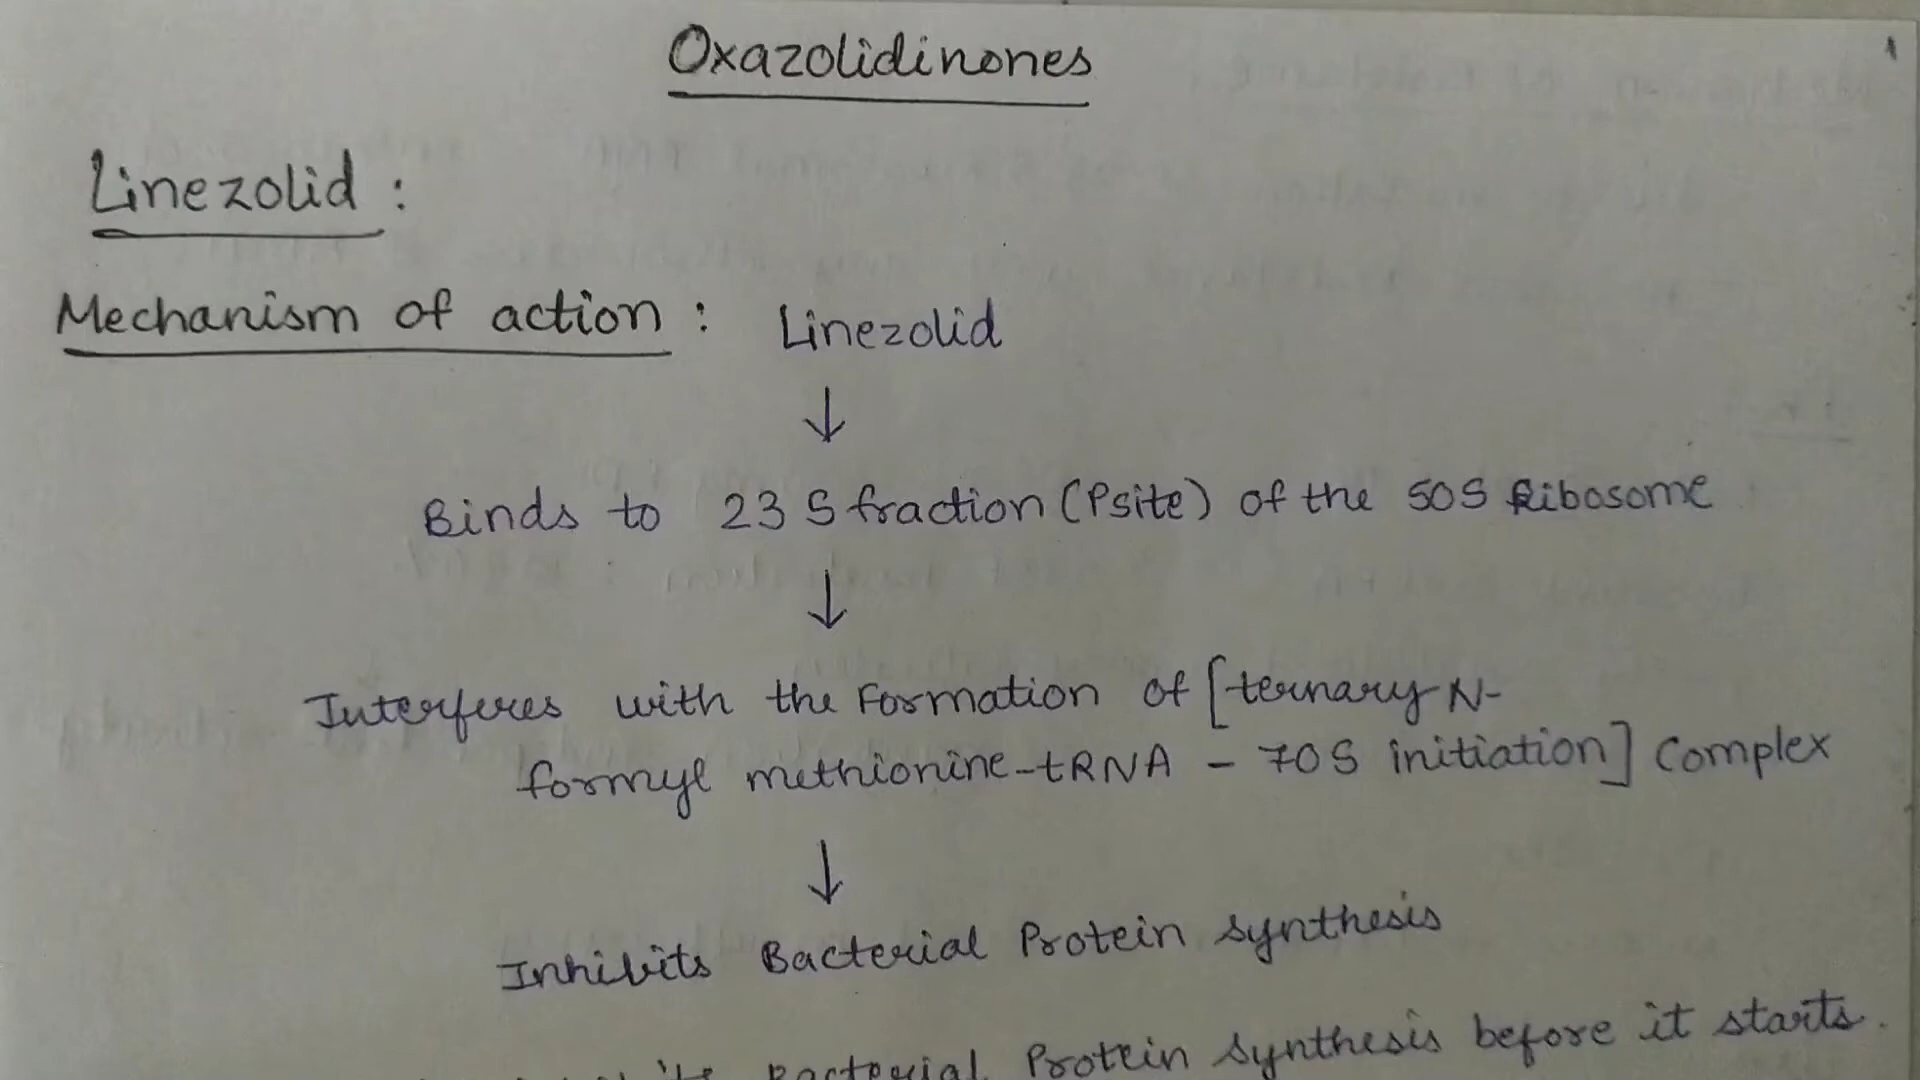 Oxazolidinones
Linezolid :
Mechanism of action : Linezolid
↓
Binds to 23 S fraction (Psite) of the 50S Ribosome
↓
Interferes with the Formation of [ternary N-
formyl methionine-tRNA - 70S initiation] Complex
↓
Inhibits Bacterial Protein synthesis
Bacterial Protein synthesis before it starts.